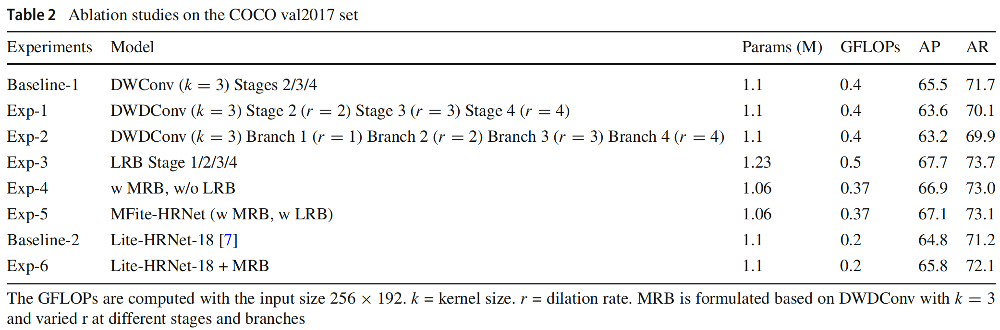 Table 2 Ablation studies on the COCO val2017 set
Experiments Model Params (M) GFLOPs AP AR
Baseline-1 DWConv (k = 3) Stages 2/3/4 1.1 0.4 65.5 71.7
Exp-1 DWDConv (k = 3) Stage 2 (r = 2) Stage 3 (r = 3) Stage 4 (r = 4) 1.1 0.4 63.6 70.1
Exp-2 DWDConv (k = 3) Branch 1 (r = 1) Branch 2 (r = 2) Branch 3 (r = 3) Branch 4 (r = 4) 1.1 0.4 63.2 69.9
Exp-3 LRB Stage 1/2/3/4 1.23 0.5 67.7 73.7
Exp-4 w MRB, w/o LRB 1.06 0.37 66.9 73.0
Exp-5 MFite-HRNet (w MRB, w LRB) 1.06 0.37 67.1 73.1
Baseline-2 Lite-HRNet-18 [7] 1.1 0.2 64.8 71.2
Exp-6 Lite-HRNet-18 + MRB 1.1 0.2 65.8 72.1
The GFLOPs are computed with the input size 256 × 192. k = kernel size. r = dilation rate. MRB is formulated based on DWDConv with k = 3
and varied r at different stages and branches